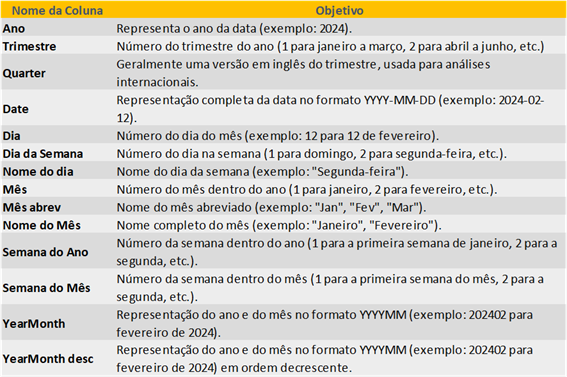 Nome da Coluna Objetivo
Ano Representa o ano da data (exemplo: 2024).
Trimestre Número do trimestre do ano (1 para janeiro a março, 2 para abril a junho, etc.)
Quarter Geralmente uma versão em inglês do trimestre, usada para análises
internacionais.
Date Representação completa da data no formato YYYY-MM-DD (exemplo: 2024-02-
12).
Dia Número do dia do mês (exemplo: 12 para 12 de fevereiro).
Dia da Semana Número do dia na semana (1 para domingo, 2 para segunda-feira, etc.).
Nome do dia Nome do dia da semana (exemplo: "Segunda-feira").
Mês Número do mês dentro do ano (1 para janeiro, 2 para fevereiro, etc.).
Mês abrev Nome do mês abreviado (exemplo: "Jan", "Fev", "Mar").
Nome do Mês Nome completo do mês (exemplo: "Janeiro", "Fevereiro").
Semana do Ano Número da semana dentro do ano (1 para a primeira semana de janeiro, 2 para a
segunda, etc.).
Semana do Mês Número da semana dentro do mês (1 para a primeira semana do mês, 2 para a
segunda, etc.).
YearMonth Representação do ano e do mês no formato YYYYMM (exemplo: 202402 para
fevereiro de 2024).
YearMonth desc Representação do ano e do mês no formato YYYYMM (exemplo: 202402 para
fevereiro de 2024) em ordem decrescente.